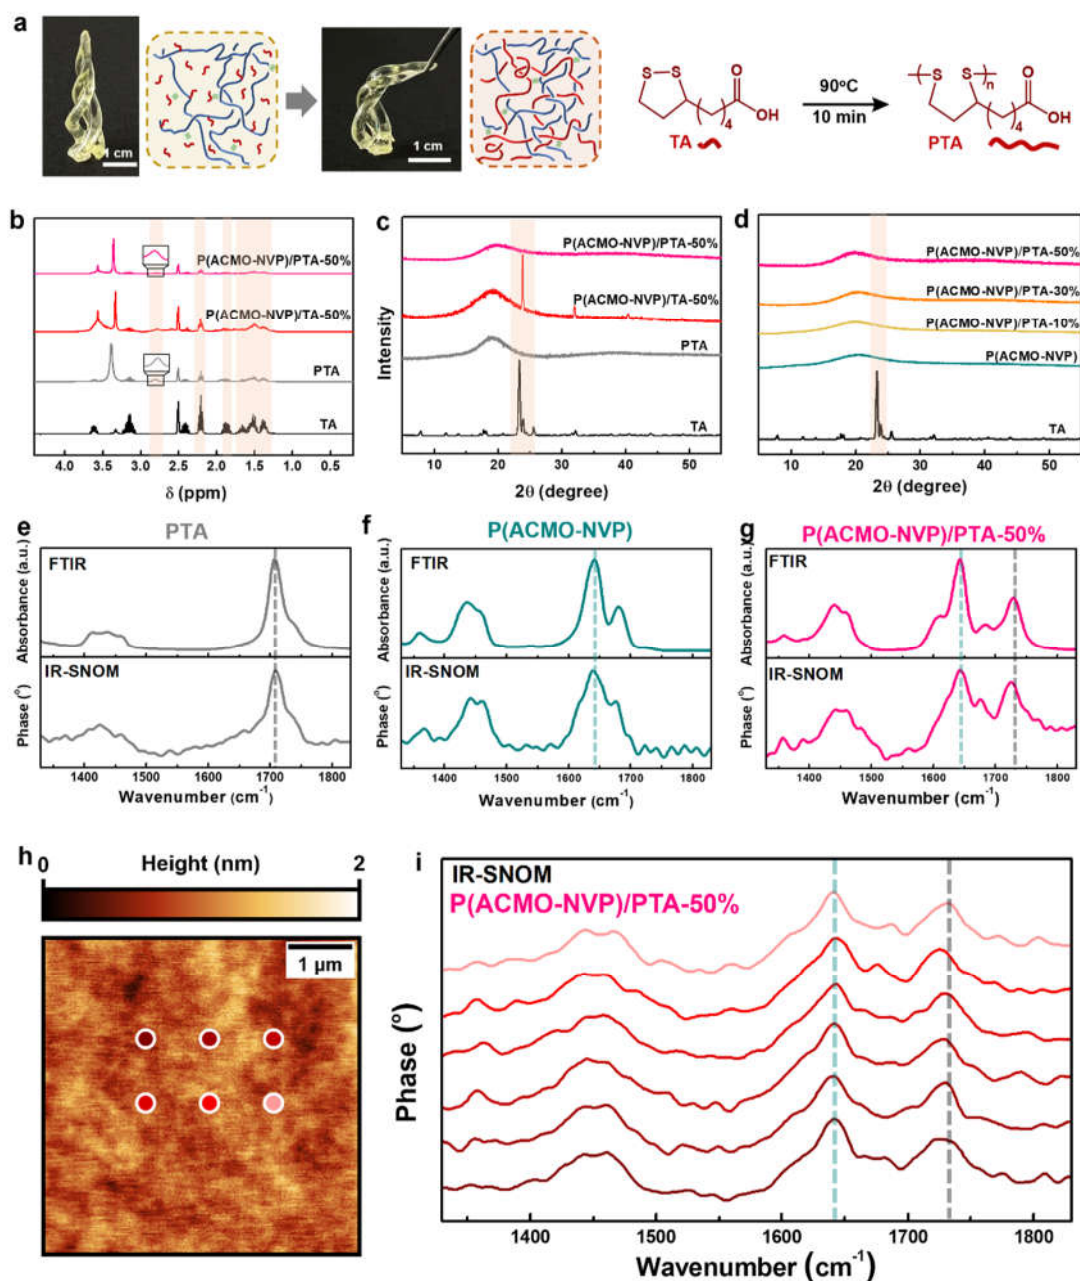 a
1 cm
1 cm
S S
O
OH
4
TA
90°C
10 min
S S
n
O
OH
4
PTA
b
P(ACMO-NVP)/PTA-50%
P(ACMO-NVP)/TA-50%
PTA
TA
4.0 3.5 3.0 2.5 2.0 1.5 1.0 0.5
δ (ppm)
c
Intensity
P(ACMO-NVP)/PTA-50%
P(ACMO-NVP)/TA-50%
PTA
TA
10 20 30 40 50
2θ (degree)
d
P(ACMO-NVP)/PTA-50%
P(ACMO-NVP)/PTA-30%
P(ACMO-NVP)/PTA-10%
P(ACMO-NVP)
TA
10 20 30 40 50
2θ (degree)
e
PTA
Absorbance (a.u.)
FTIR
Phase (°)
IR-SNOM
1400 1500 1600 1700 1800
Wavenumber (cm⁻¹)
f
P(ACMO-NVP)
Absorbance (a.u.)
FTIR
Phase (°)
IR-SNOM
1400 1500 1600 1700 1800
Wavenumber (cm⁻¹)
g
P(ACMO-NVP)/PTA-50%
Absorbance (a.u.)
FTIR
Phase (°)
IR-SNOM
1400 1500 1600 1700 1800
Wavenumber (cm⁻¹)
h
0 Height (nm) 2
1 µm
i
IR-SNOM
P(ACMO-NVP)/PTA-50%
Phase (°)
1400 1500 1600 1700 1800
Wavenumber (cm⁻¹)